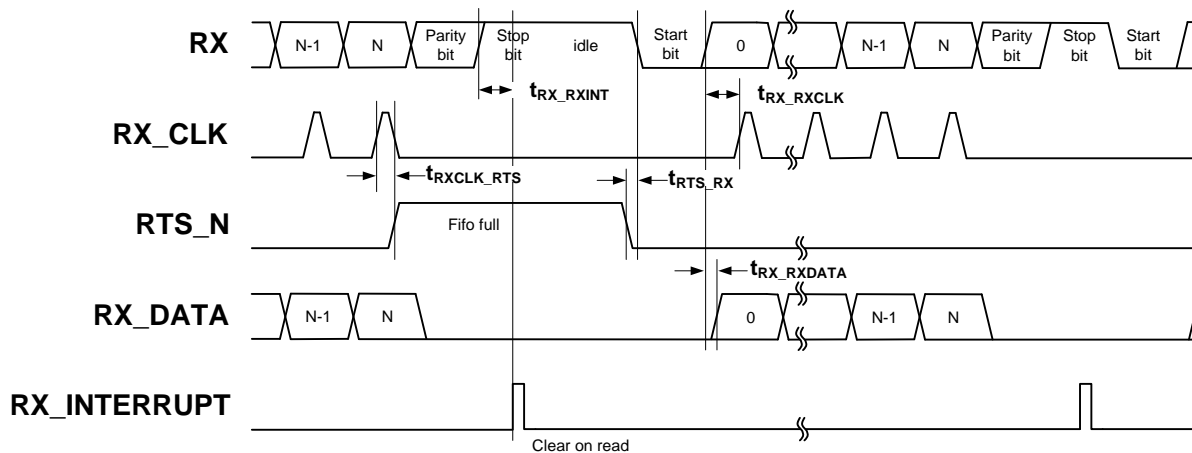 RX
N-1
N
Parity
bit
Stop
bit
idle
Start
bit
0
N-1
N
Parity
bit
Stop
bit
Start
bit
tRX_RXINT
tRX_RXCLK
RX_CLK
tRXCLK_RTS
tRTS_RX
RTS_N
Fifo full
tRX_RXDATA
RX_DATA
N-1
N
0
N-1
N
RX_INTERRUPT
Clear on read